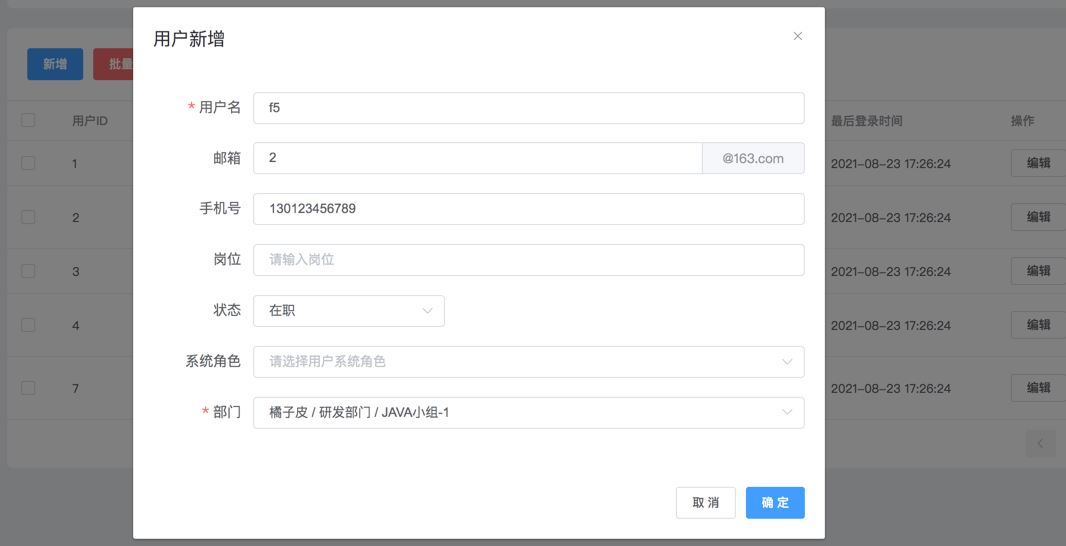 用户新增
新增
批量
* 用户名
f5
邮箱
2
@163.com
手机号
130123456789
岗位
请输入岗位
状态
在职
系统角色
请选择用户系统角色
* 部门
橘子皮 / 研发部门 / JAVA小组-1
取 消
确 定
用户ID
最后登录时间
操作
1
2021-08-23 17:26:24
编辑
2
2021-08-23 17:26:24
编辑
3
2021-08-23 17:26:24
编辑
4
2021-08-23 17:26:24
编辑
7
2021-08-23 17:26:24
编辑